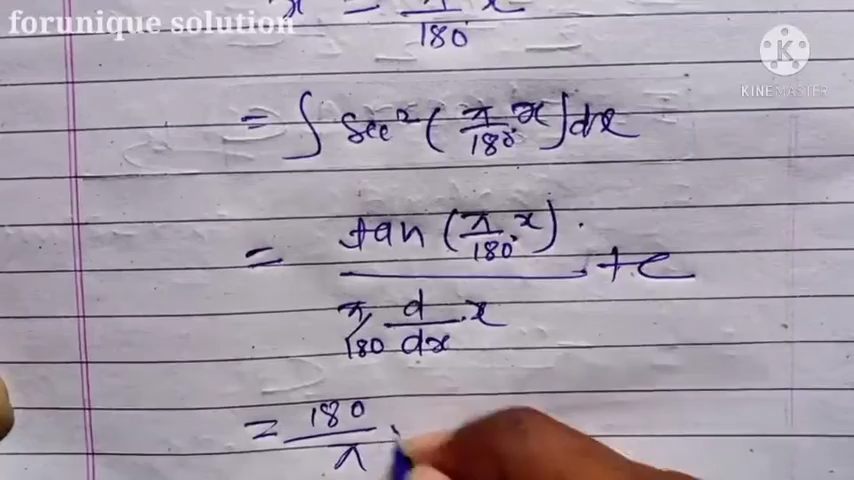 forunique solution
x = π/180 x
KINEMASTER
= ∫ sec² (π/180 x) dx
= tan (π/180 · x) / (π/180 d/dx · x) + c
= 180/π